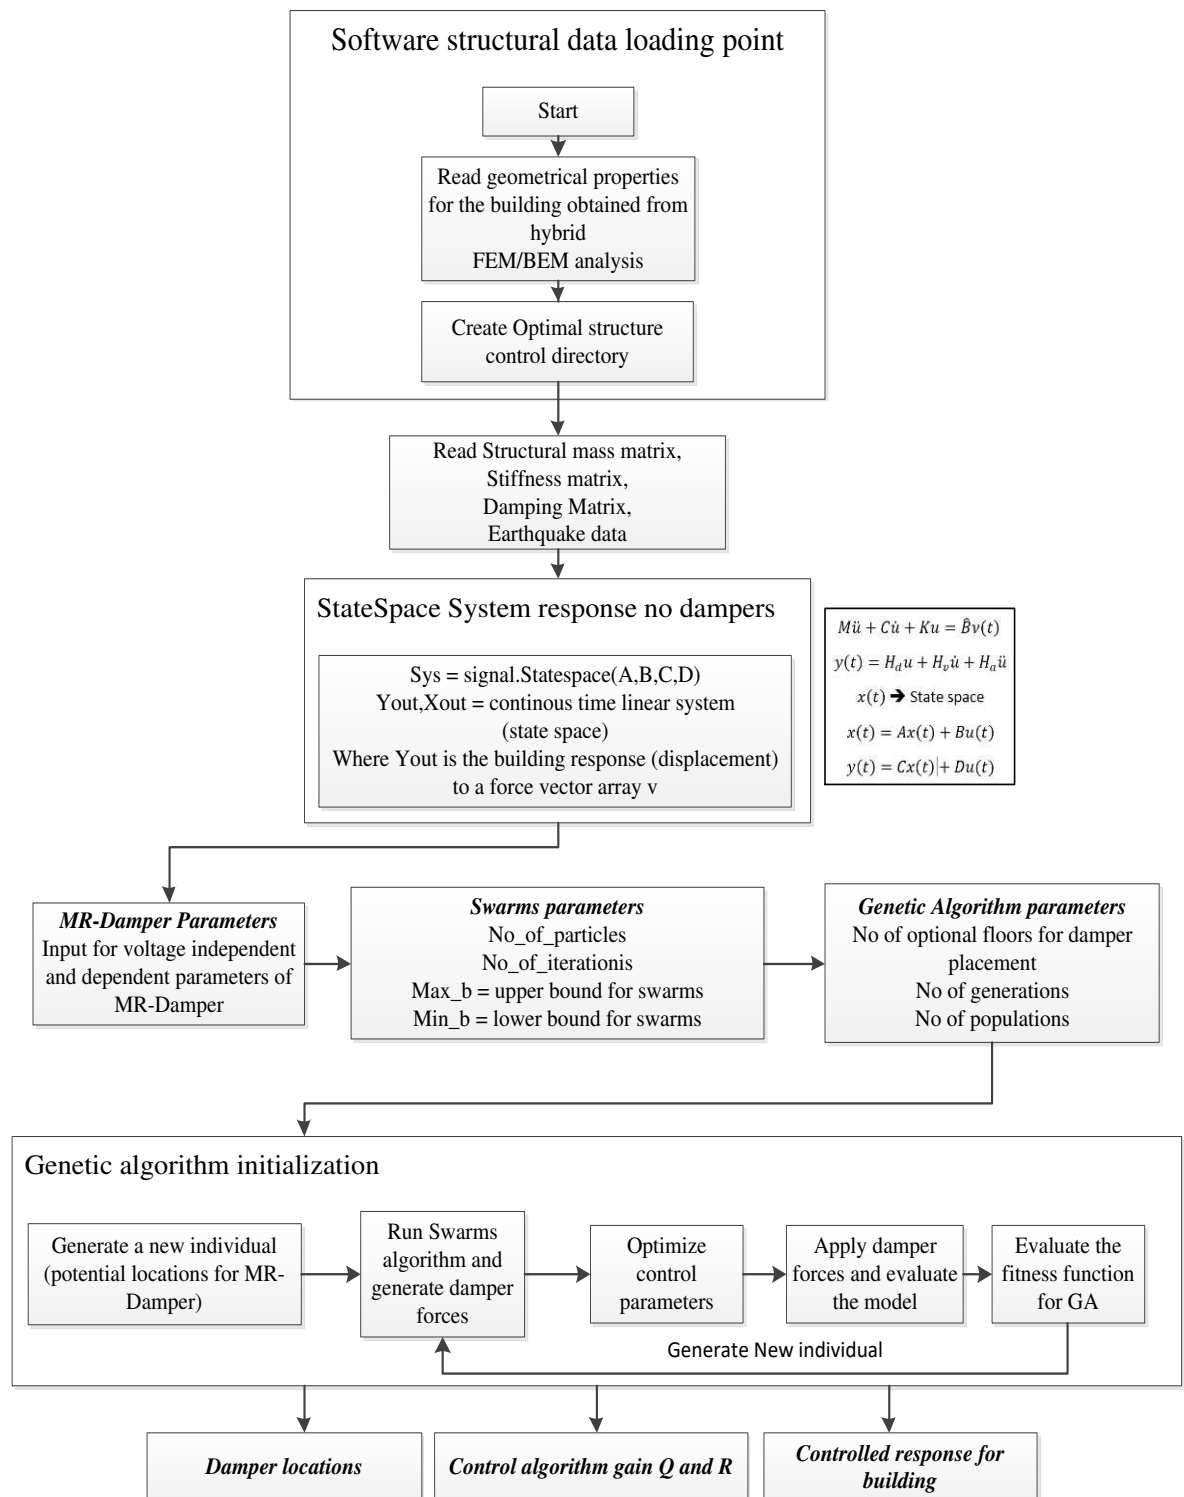 Software structural data loading point
Start
Read geometrical properties
for the building obtained from
hybrid
FEM/BEM analysis
Create Optimal structure
control directory
Read Structural mass matrix,
Stiffness matrix,
Damping Matrix,
Earthquake data
StateSpace System response no dampers
Sys = signal.Statespace(A,B,C,D)
Yout,Xout = continous time linear system
(state space)
Where Yout is the building response (displacement)
to a force vector array v
Mü + Cu̇ + Ku = B̂v(t)
y(t) = H_d u + H_v u̇ + H_a ü
x(t) ➔ State space
x(t) = Ax(t) + Bu(t)
y(t) = Cx(t)|+ Du(t)
MR-Damper Parameters
Input for voltage independent
and dependent parameters of
MR-Damper
Swarms parameters
No_of_particles
No_of_iterationis
Max_b = upper bound for swarms
Min_b = lower bound for swarms
Genetic Algorithm parameters
No of optional floors for damper
placement
No of generations
No of populations
Genetic algorithm initialization
Generate a new individual
(potential locations for MR-
Damper)
Run Swarms
algorithm and
generate damper
forces
Optimize
control
parameters
Apply damper
forces and evaluate
the model
Evaluate the
fitness function
for GA
Generate New individual
Damper locations
Control algorithm gain Q and R
Controlled response for
building